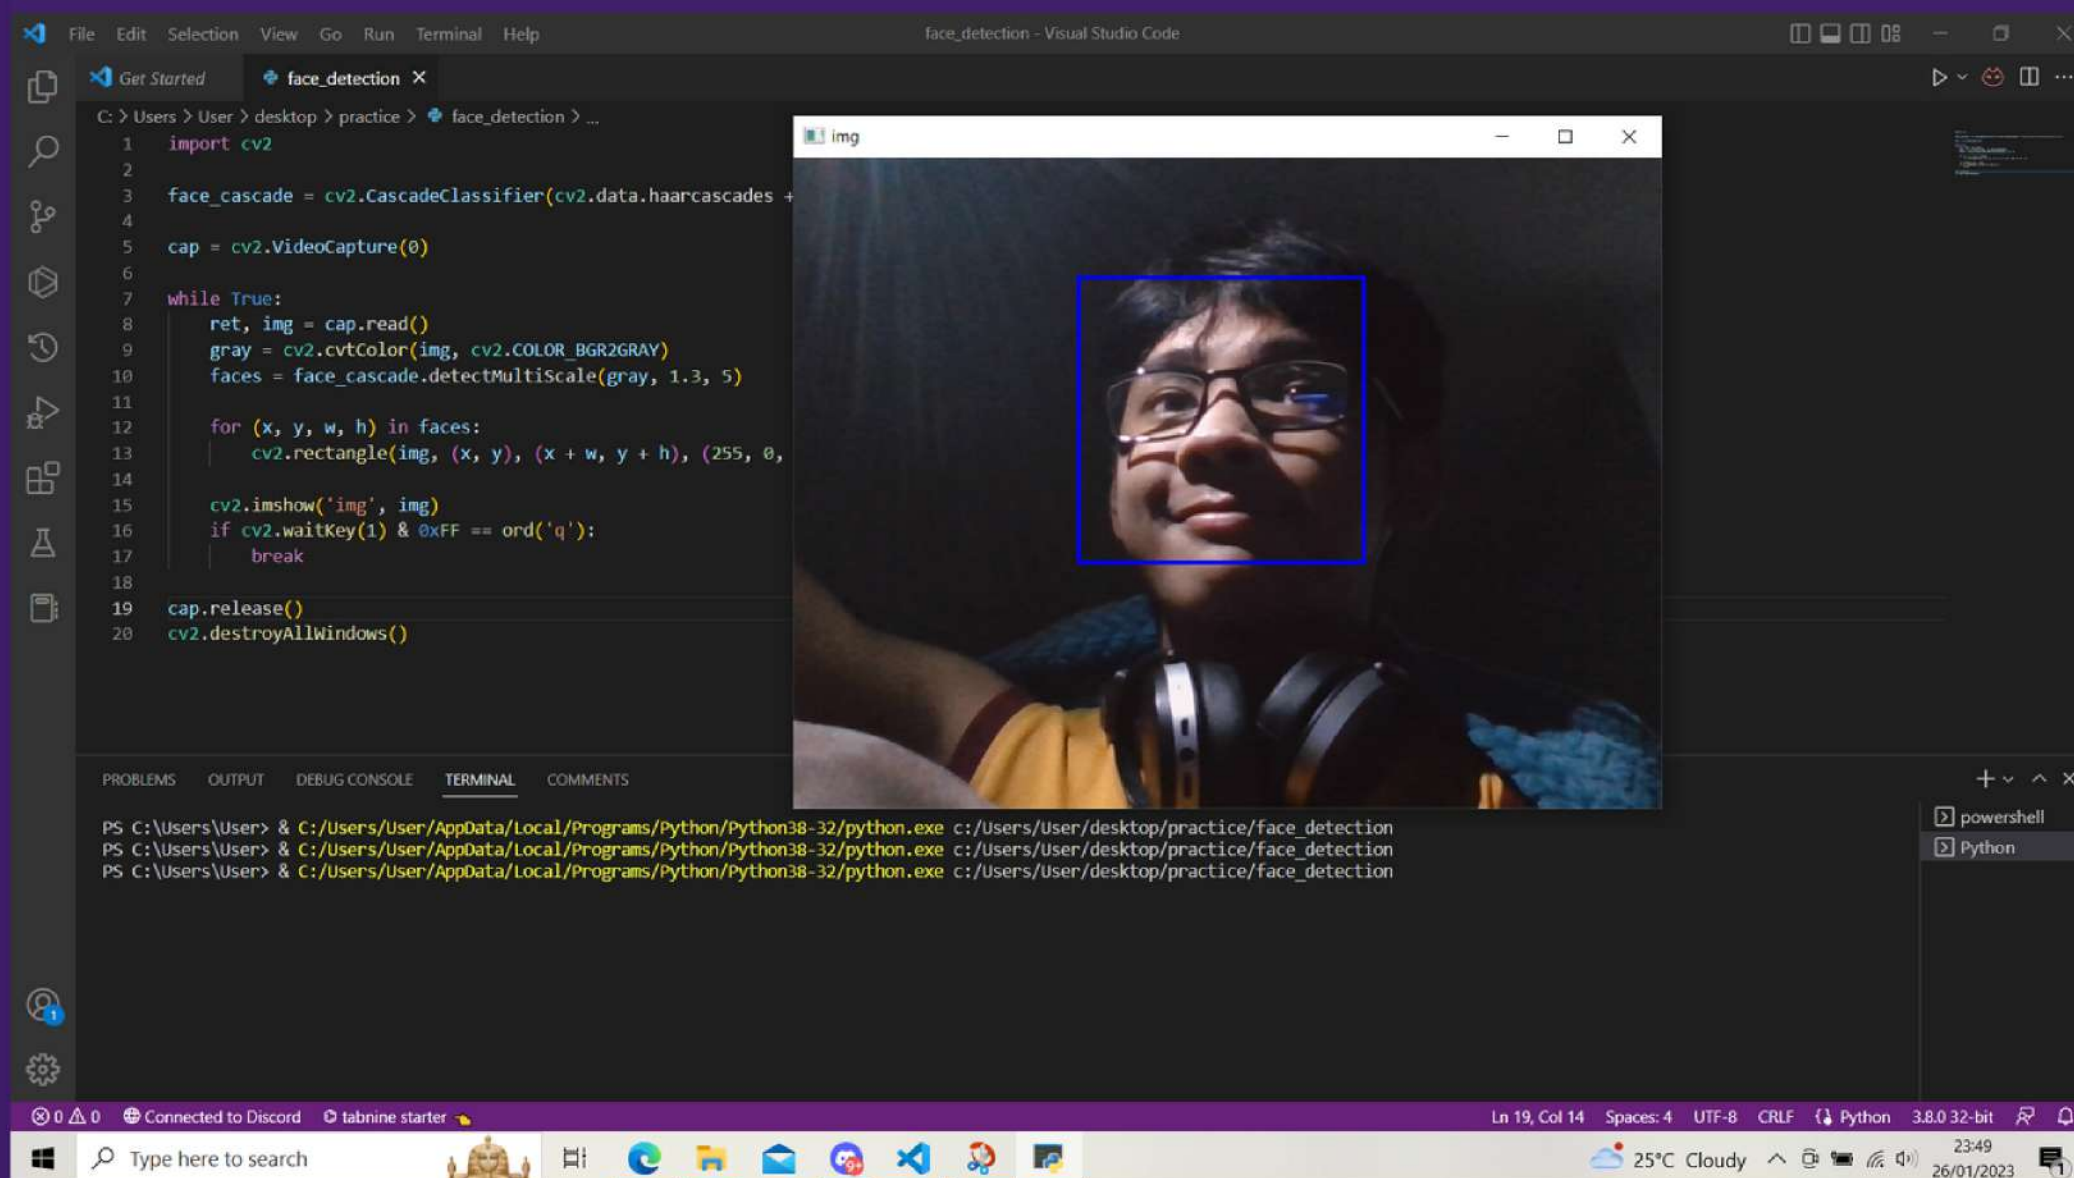 File Edit Selection View Go Run Terminal Help
face_detection - Visual Studio Code
Get Started
face_detection
C: > Users > User > desktop > practice > face_detection > ...
1 import cv2
2
3 face_cascade = cv2.CascadeClassifier(cv2.data.haarcascades +
4
5 cap = cv2.VideoCapture(0)
6
7 while True:
8 ret, img = cap.read()
9 gray = cv2.cvtColor(img, cv2.COLOR_BGR2GRAY)
10 faces = face_cascade.detectMultiScale(gray, 1.3, 5)
11
12 for (x, y, w, h) in faces:
13 cv2.rectangle(img, (x, y), (x + w, y + h), (255, 0,
14
15 cv2.imshow('img', img)
16 if cv2.waitKey(1) & 0xFF == ord('q'):
17 break
18
19 cap.release()
20 cv2.destroyAllWindows()
img
PROBLEMS OUTPUT DEBUG CONSOLE TERMINAL COMMENTS
PS C:\Users\User> & C:/Users/User/AppData/Local/Programs/Python/Python38-32/python.exe c:/Users/User/desktop/practice/face_detection
PS C:\Users\User> & C:/Users/User/AppData/Local/Programs/Python/Python38-32/python.exe c:/Users/User/desktop/practice/face_detection
PS C:\Users\User> & C:/Users/User/AppData/Local/Programs/Python/Python38-32/python.exe c:/Users/User/desktop/practice/face_detection
powershell
Python
1
0 0 Connected to Discord tabnine starter
Ln 19, Col 14 Spaces: 4 UTF-8 CRLF Python 3.8.0 32-bit
Type here to search
9+
25°C Cloudy
23:49
26/01/2023
1